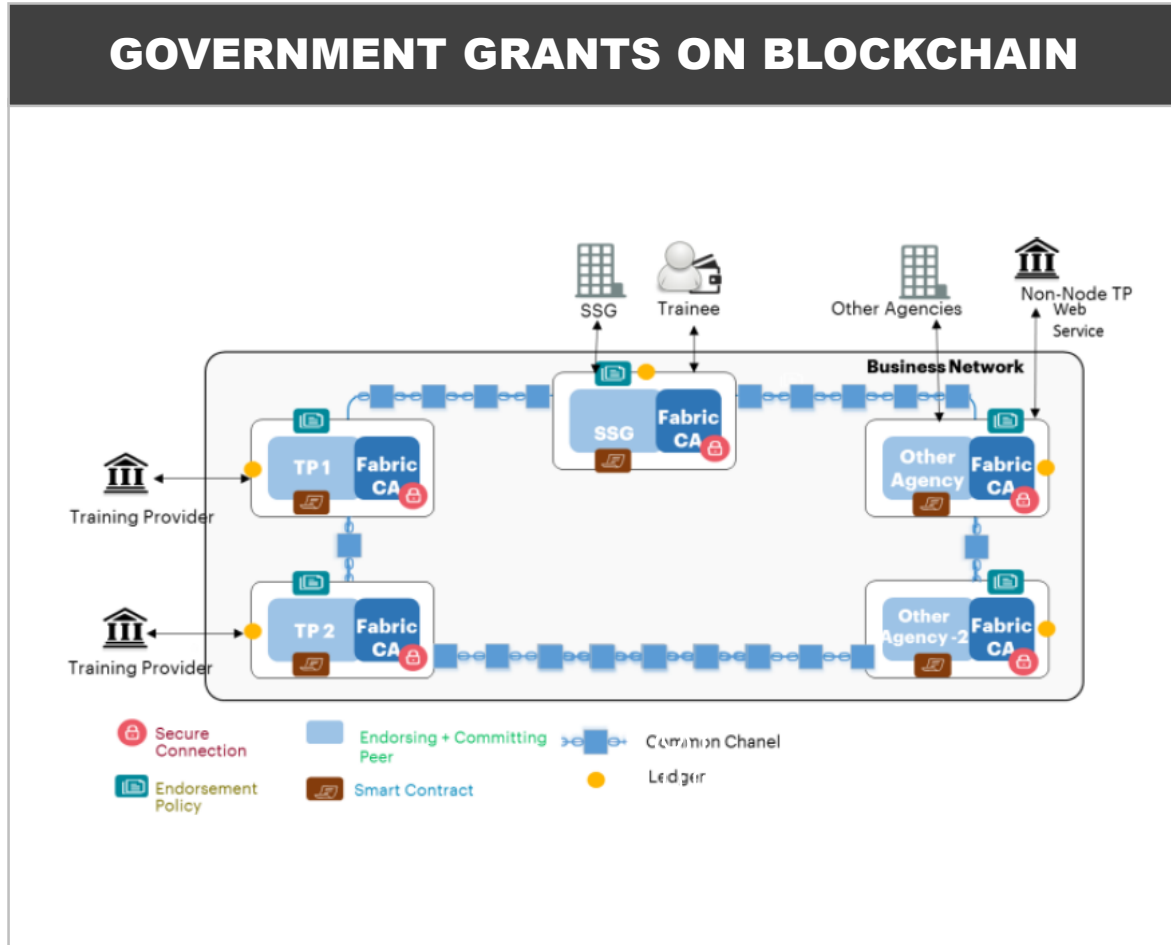 GOVERNMENT GRANTS ON BLOCKCHAIN
SSG
Trainee
Other Agencies
Non-Node TP
Web
Service
Business Network
SSG
Fabric
CA
TP 1
Fabric
CA
Other
Agency
Fabric
CA
Training Provider
TP 2
Fabric
CA
Other
Agency -2
Fabric
CA
Training Provider
Secure
Connection
Endorsing + Committing
Peer
Common Chanel
Endorsement
Policy
Smart Contract
Ledger